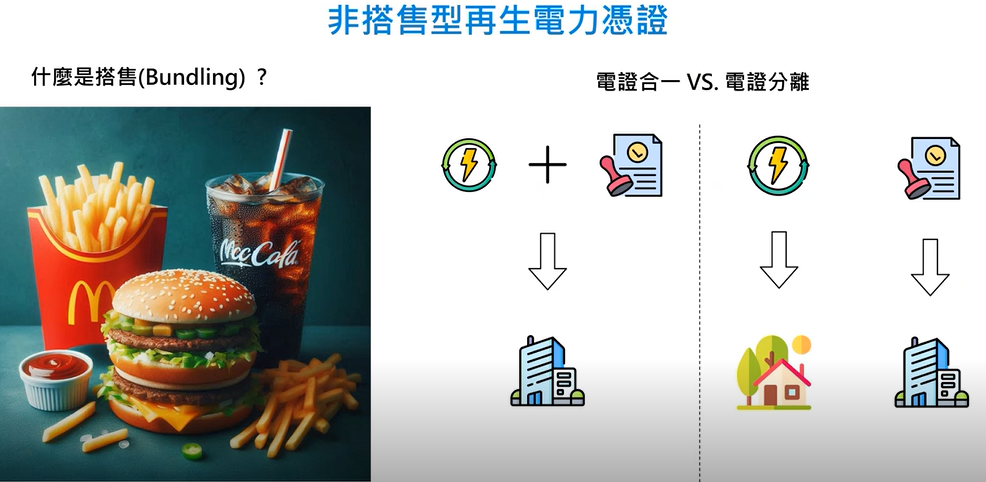 非搭售型再生電力憑證
什麼是搭售(Bundling) ?
電證合一 VS. 電證分離
MccCafá